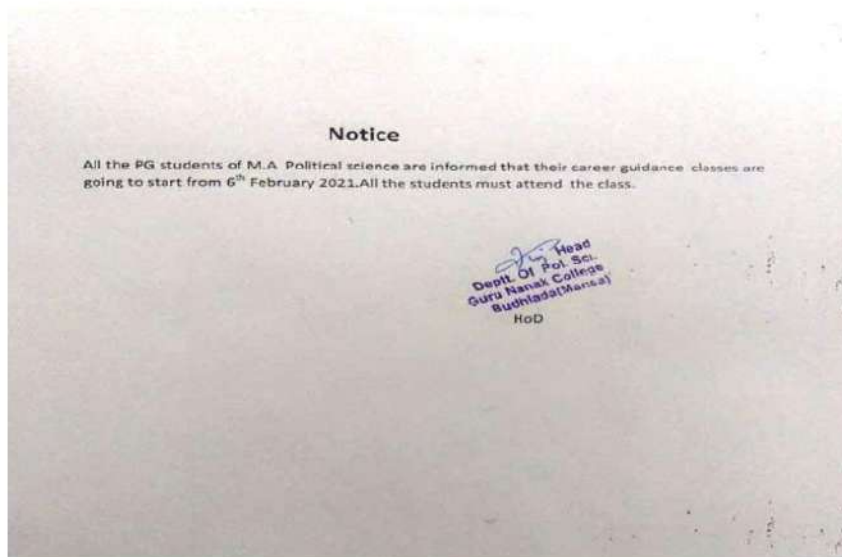 Notice
All the PG students of M.A Political science are informed that their career guidance classes are
going to start from 6th February 2021.All the students must attend the class.
Head
Deptt. Of Pol. Sci.
Guru Nanak College
Budhlada(Mansa)
HoD